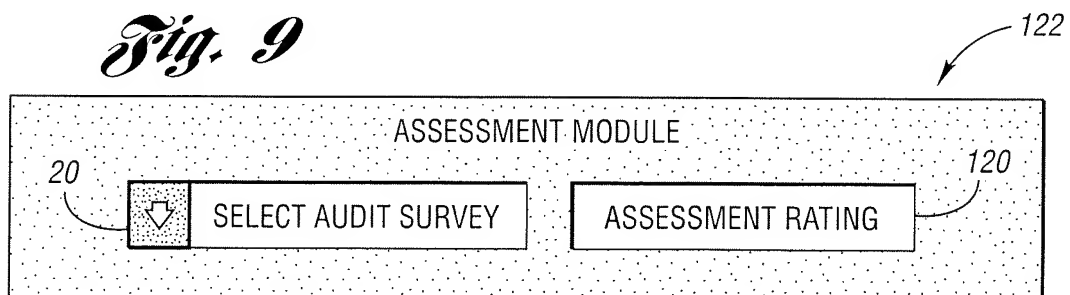 Fig. 9
122
ASSESSMENT MODULE
20
SELECT AUDIT SURVEY
ASSESSMENT RATING
120